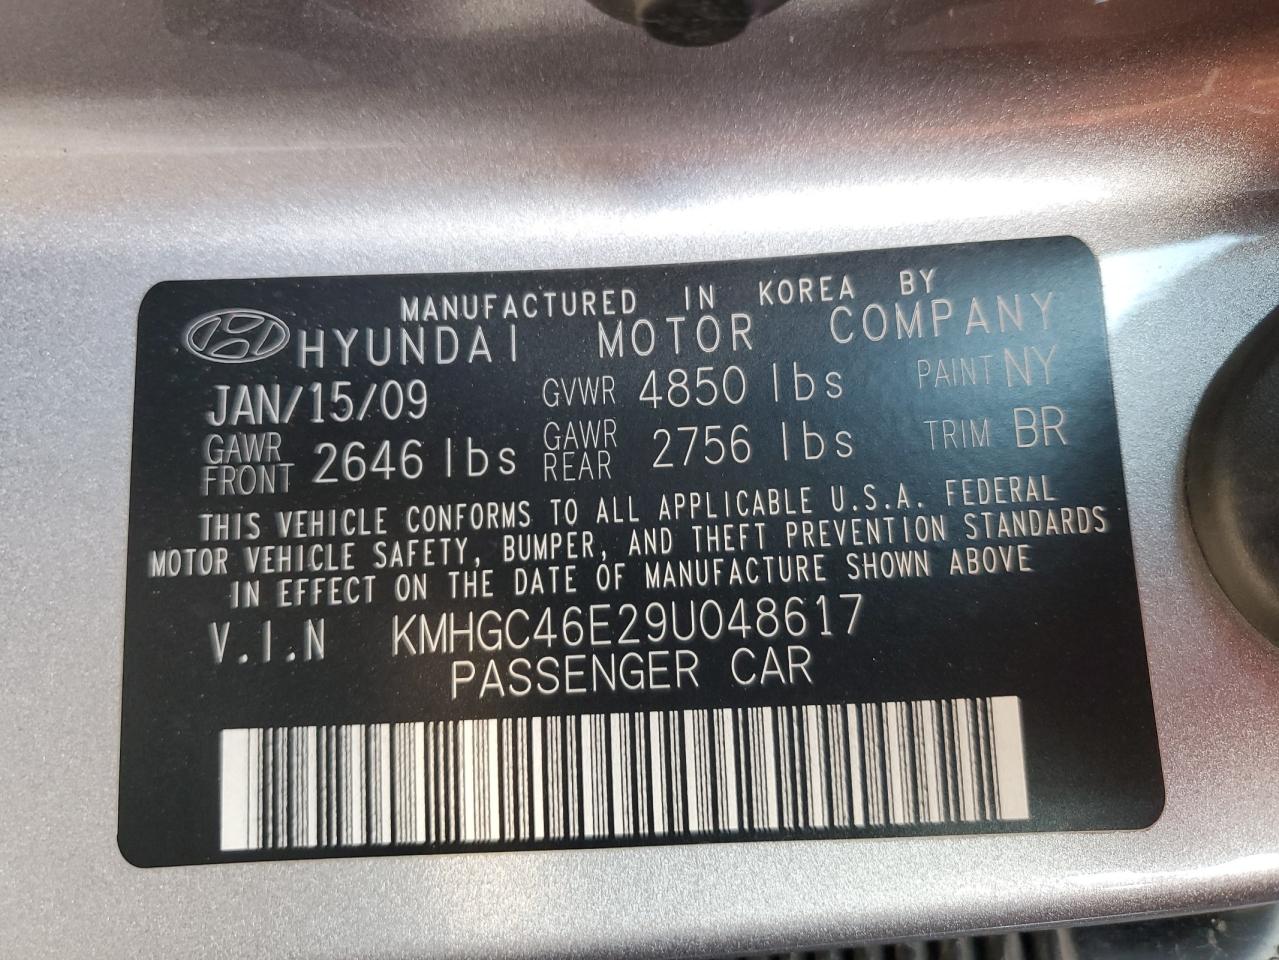 MANUFACTURED IN KOREA BY
HYUNDAI MOTOR COMPANY
JAN/15/09 GVWR 4850 lbs PAINT NY
GAWR FRONT 2646 lbs GAWR REAR 2756 lbs TRIM BR
THIS VEHICLE CONFORMS TO ALL APPLICABLE U.S.A. FEDERAL
MOTOR VEHICLE SAFETY, BUMPER, AND THEFT PREVENTION STANDARDS
IN EFFECT ON THE DATE OF MANUFACTURE SHOWN ABOVE
V.I.N KMHGC46E29U048617
PASSENGER CAR